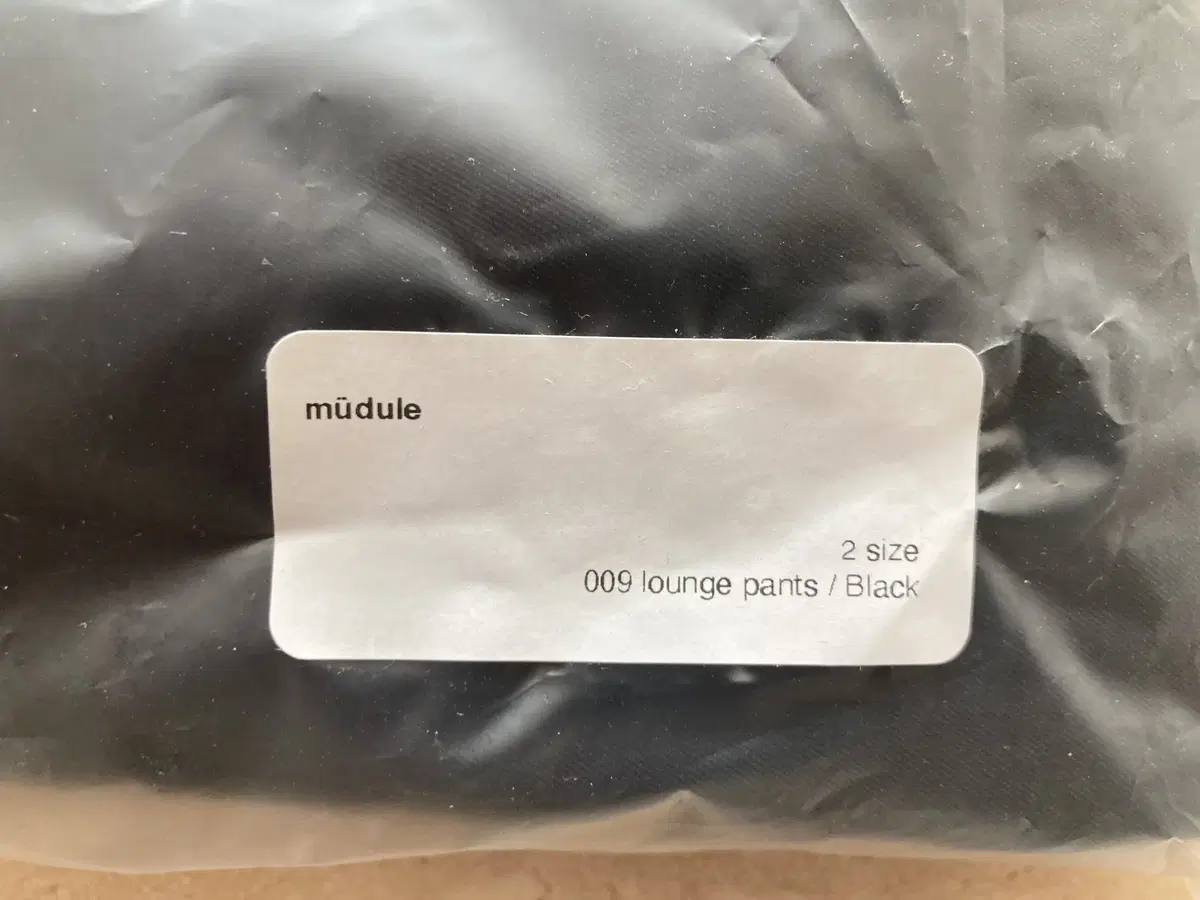 müdule
2 size
009 lounge pants / Black